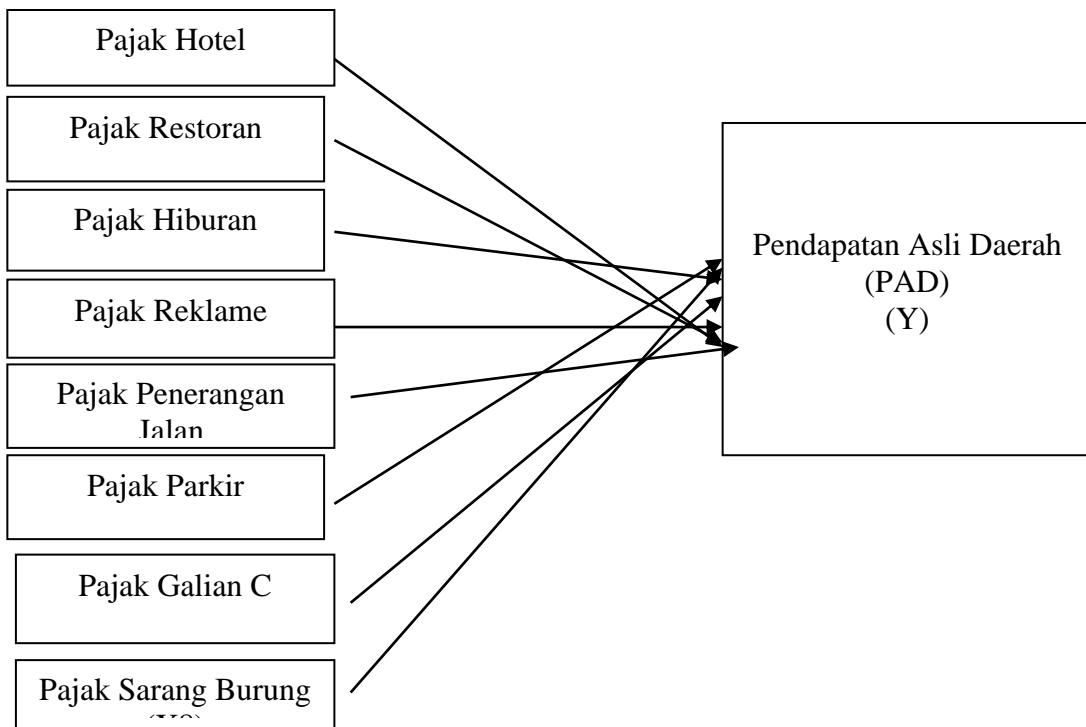 Pajak Hotel
Pajak Restoran
Pajak Hiburan
Pajak Reklame
Pajak Penerangan
Jalan
Pajak Parkir
Pajak Galian C
Pajak Sarang Burung
Pendapatan Asli Daerah
(PAD)
(Y)